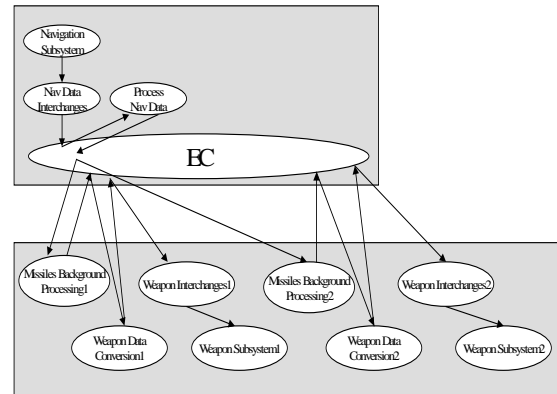 Navigation
Subsystem
Nav Data
Interchanges
Process
Nav Data
EC
Missiles Background
Processing1
Weapon Interchanges1
Missiles Background
Processing2
Weapon Interchanges2
Weapon Data
Conversion1
Weapon Subsystem1
Weapon Data
Conversion2
Weapon Subsystem2